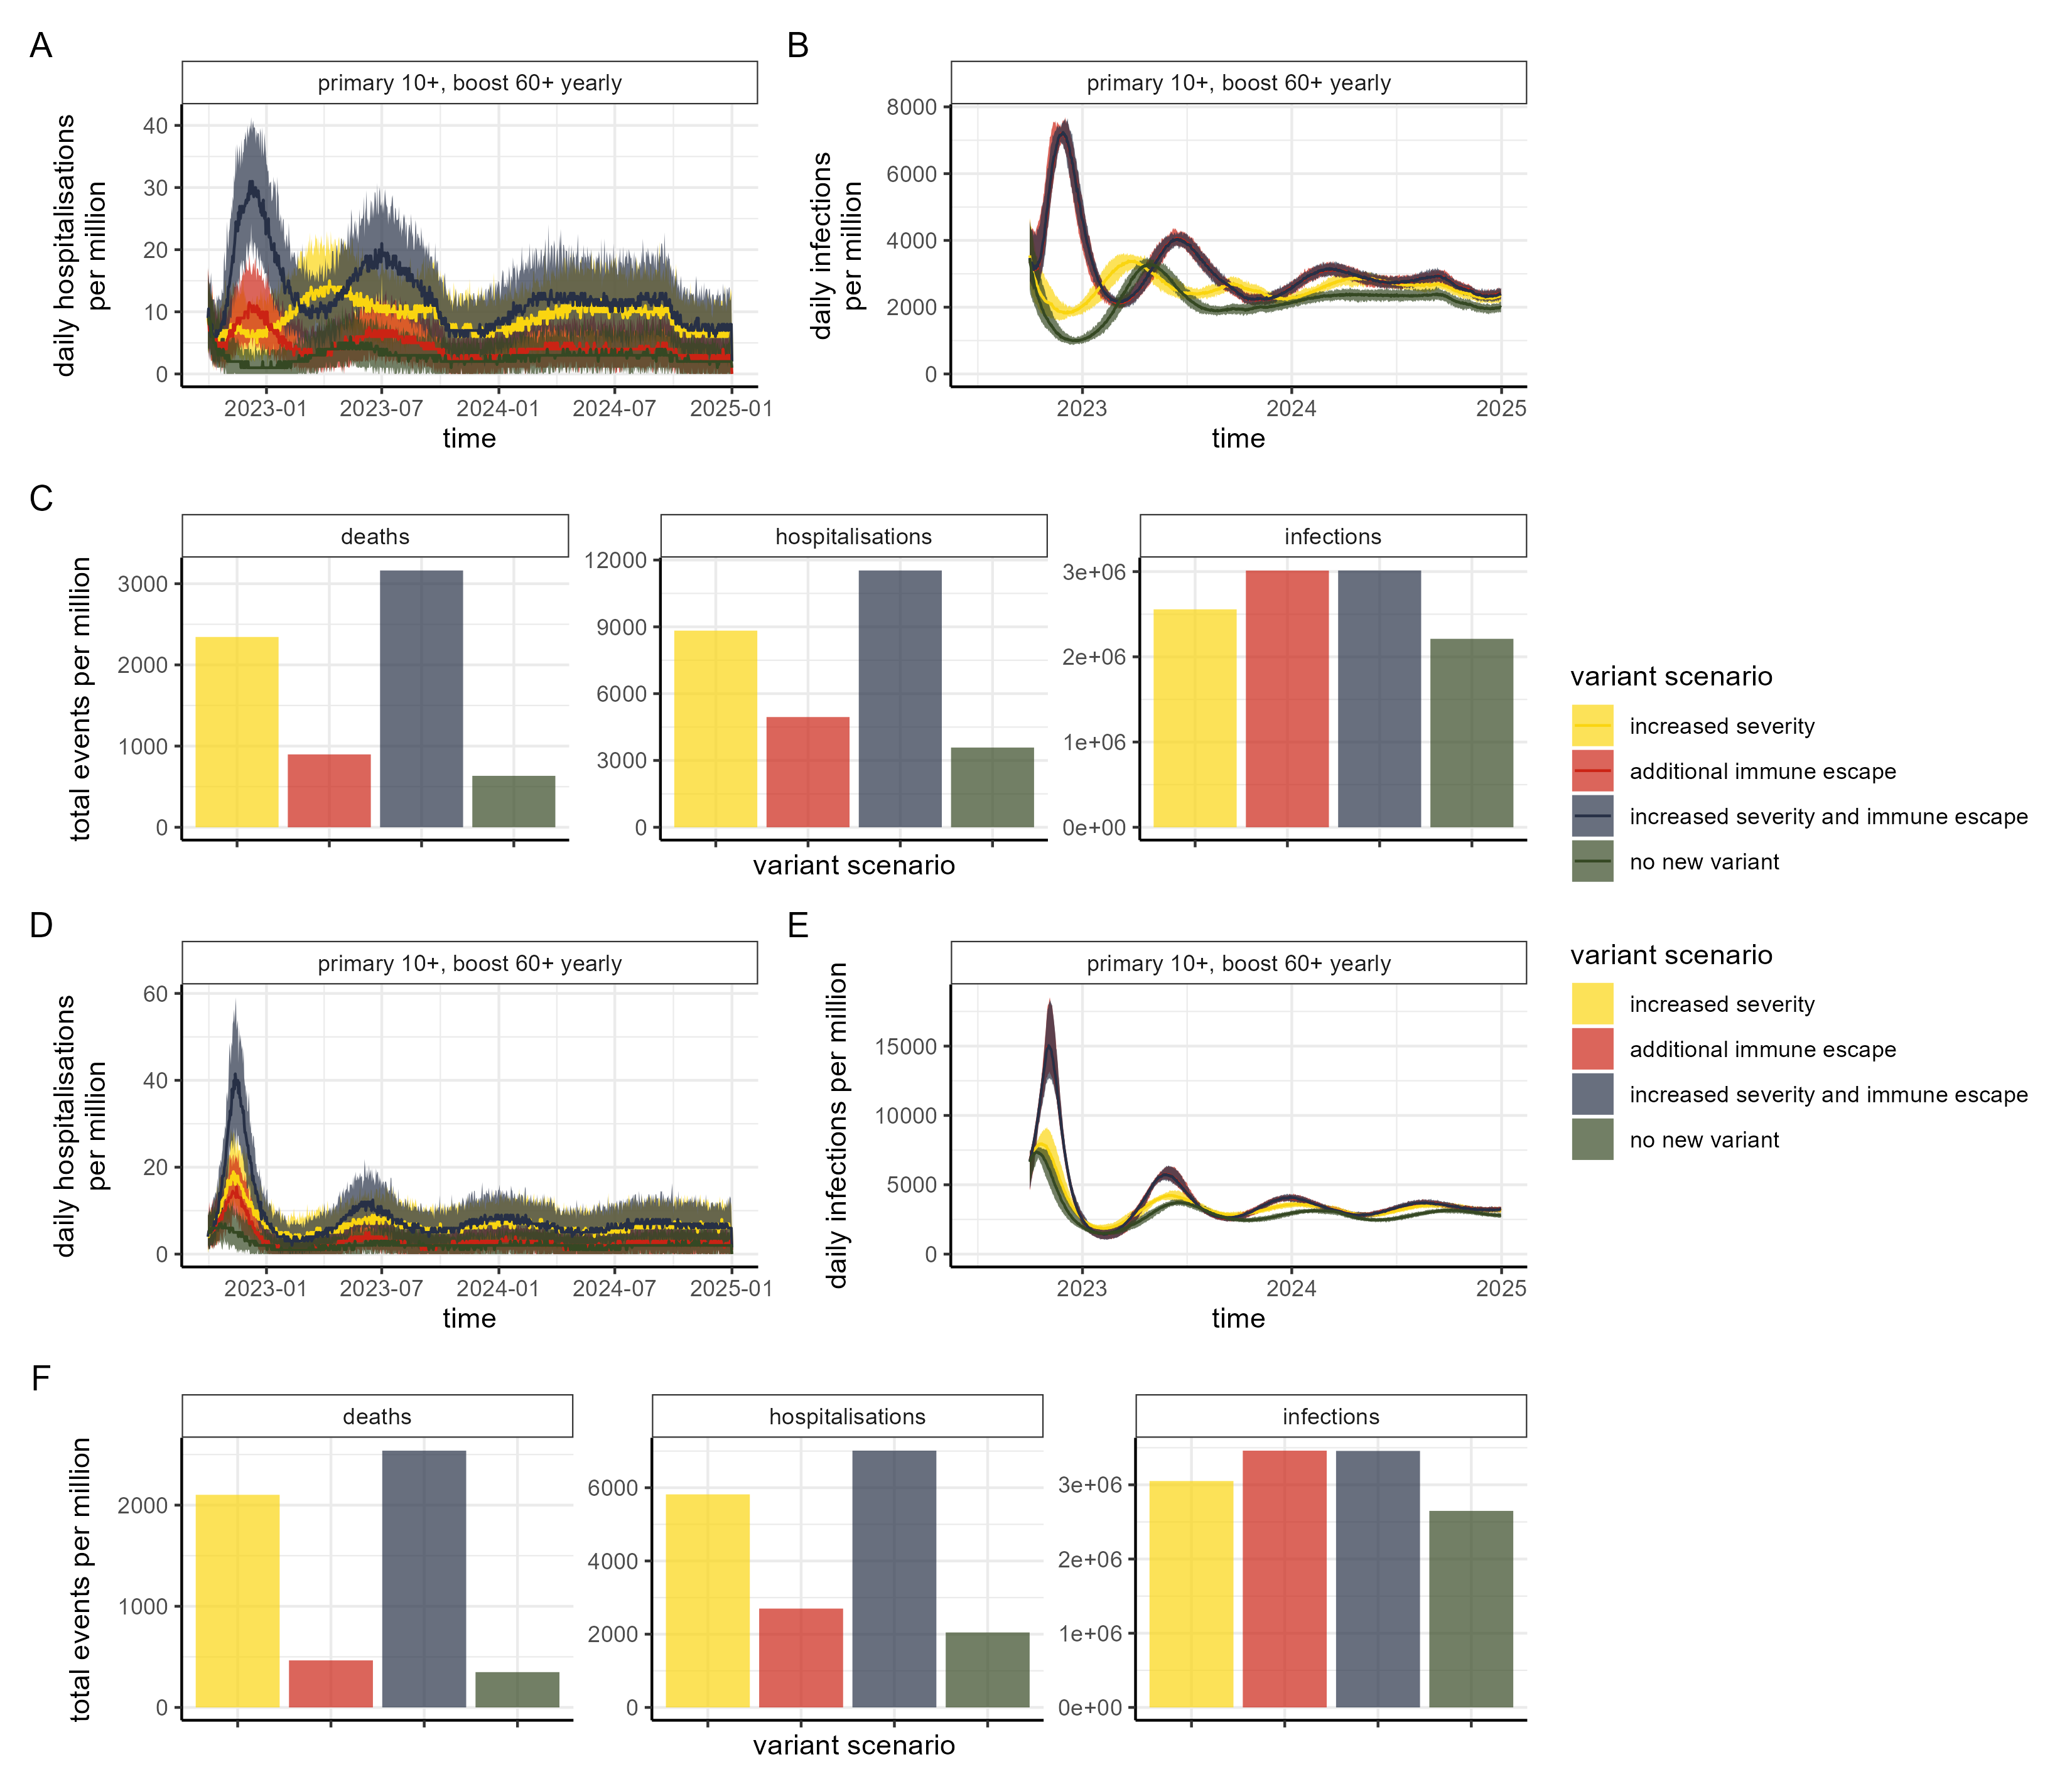 A
primary 10+, boost 60+ yearly
daily hospitalisations
per million
40
30
20
10
0
2023-01
2023-07
2024-01
2024-07
2025-01
time
B
primary 10+, boost 60+ yearly
daily infections
per million
8000
6000
4000
2000
0
2023
2024
2025
time
C
total events per million
deaths
3000
2000
1000
0
hospitalisations
12000
9000
6000
3000
0
infections
3e+06
2e+06
1e+06
0e+00
variant scenario
variant scenario
increased severity
additional immune escape
increased severity and immune escape
no new variant
D
primary 10+, boost 60+ yearly
daily hospitalisations
per million
60
40
20
0
2023-01
2023-07
2024-01
2024-07
2025-01
time
E
primary 10+, boost 60+ yearly
daily infections per million
15000
10000
5000
0
2023
2024
2025
time
variant scenario
increased severity
additional immune escape
increased severity and immune escape
no new variant
F
total events per million
deaths
2000
1000
0
hospitalisations
6000
4000
2000
0
infections
3e+06
2e+06
1e+06
0e+00
variant scenario